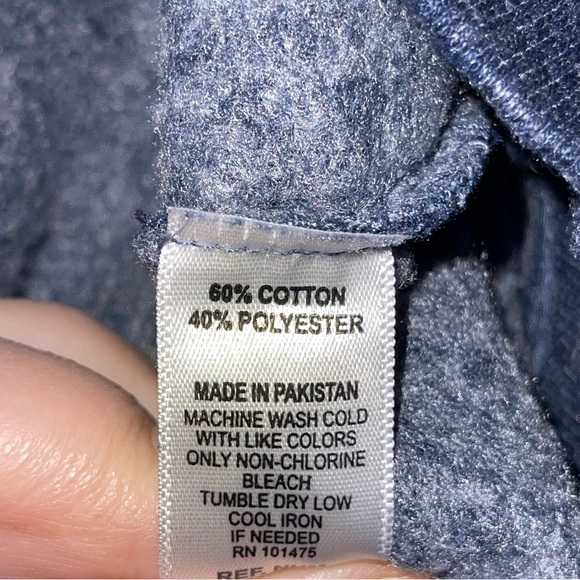 60% COTTON
40% POLYESTER
MADE IN PAKISTAN
MACHINE WASH COLD
WITH LIKE COLORS
ONLY NON-CHLORINE
BLEACH
TUMBLE DRY LOW
COOL IRON
IF NEEDED
RN 101475
REF